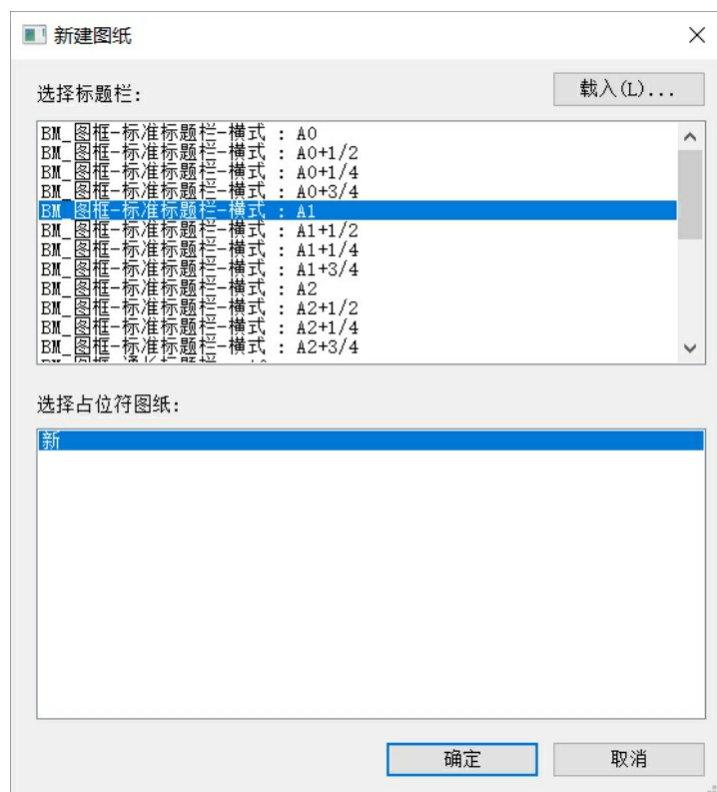 新建图纸
选择标题栏:
载入(L)...
BM_图框-标准标题栏-横式 : A0
BM_图框-标准标题栏-横式 : A0+1/2
BM_图框-标准标题栏-横式 : A0+1/4
BM_图框-标准标题栏-横式 : A0+3/4
BM_图框-标准标题栏-横式 : A1
BM_图框-标准标题栏-横式 : A1+1/2
BM_图框-标准标题栏-横式 : A1+1/4
BM_图框-标准标题栏-横式 : A1+3/4
BM_图框-标准标题栏-横式 : A2
BM_图框-标准标题栏-横式 : A2+1/2
BM_图框-标准标题栏-横式 : A2+1/4
BM_图框-标准标题栏-横式 : A2+3/4
选择占位符图纸:
新
确定
取消